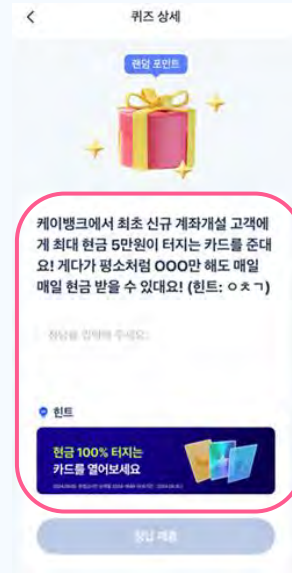 퀴즈 상세
랜덤 포인트
케이뱅크에서 최초 신규 계좌개설 고객에
게 최대 현금 5만원이 터지는 카드를 준대
요! 게다가 평소처럼 OOO만 해도 매일
매일 현금 받을 수 있대요! (힌트: ㅇㅊㄱ)
정답을 입력해 주세요.
힌트
현금 100% 터지는
카드를 열어보세요
정답 제출